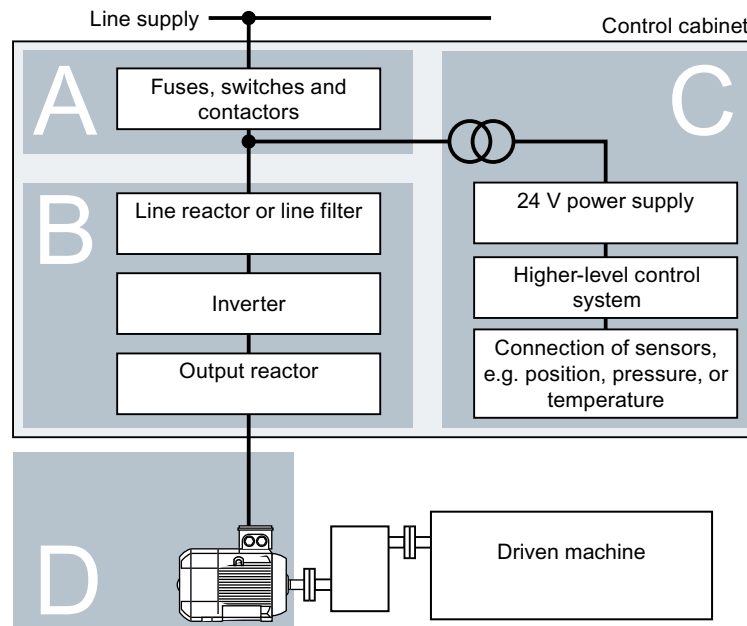 Line supply
Control cabinet
A
Fuses, switches and
contactors
C
B
Line reactor or line filter
24 V power supply
Inverter
Higher-level control
system
Output reactor
Connection of sensors,
e.g. position, pressure, or
temperature
D
Driven machine